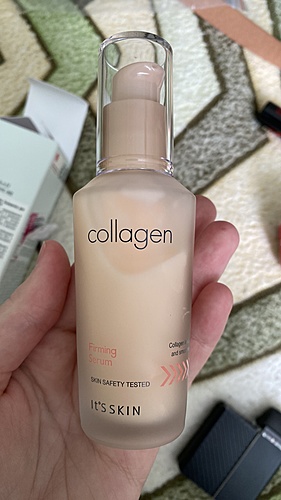 collagen
Firming
Serum
Collagen
and
SKIN SAFETY TESTED
It'S SKIN